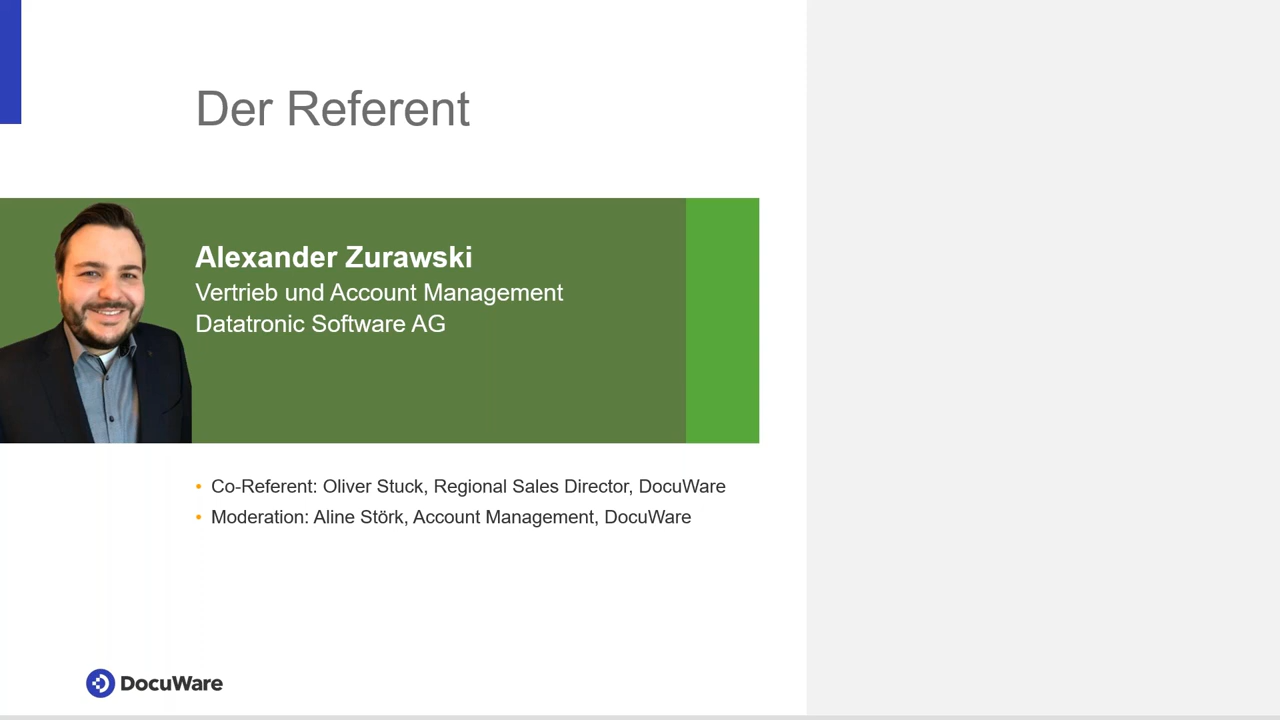 Der Referent
Alexander Zurawski
Vertrieb und Account Management
Datatronic Software AG
• Co-Referent: Oliver Stuck, Regional Sales Director, DocuWare
• Moderation: Aline Störk, Account Management, DocuWare
DocuWare